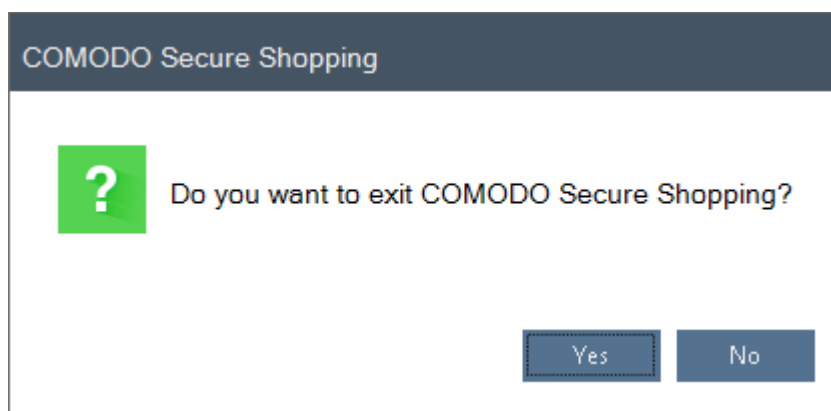 COMODO Secure Shopping
?
Do you want to exit COMODO Secure Shopping?
Yes No